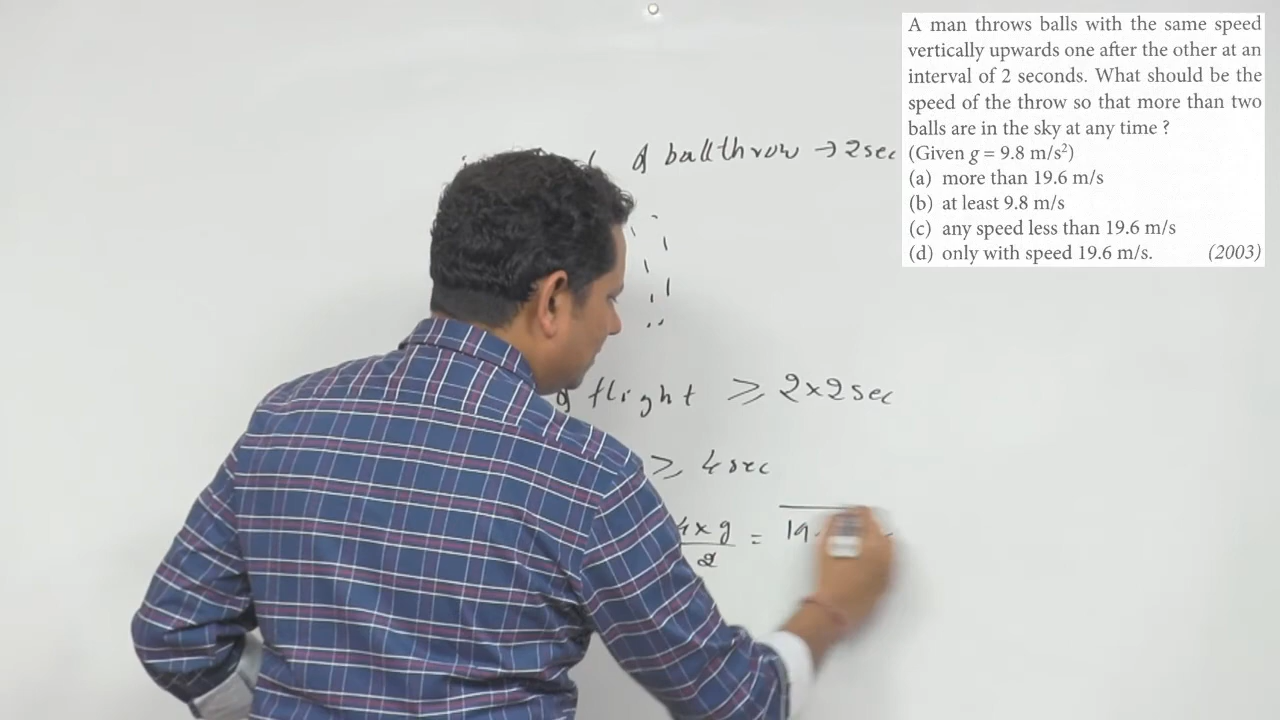 A man throws balls with the same speed
vertically upwards one after the other at an
interval of 2 seconds. What should be the
speed of the throw so that more than two
balls are in the sky at any time ?
(Given g = 9.8 m/s²)
(a) more than 19.6 m/s
(b) at least 9.8 m/s
(c) any speed less than 19.6 m/s
(d) only with speed 19.6 m/s. (2003)
ball throw → 2sec
flight ⩾ 2×2sec
⩾ 4sec
4×g/2 =